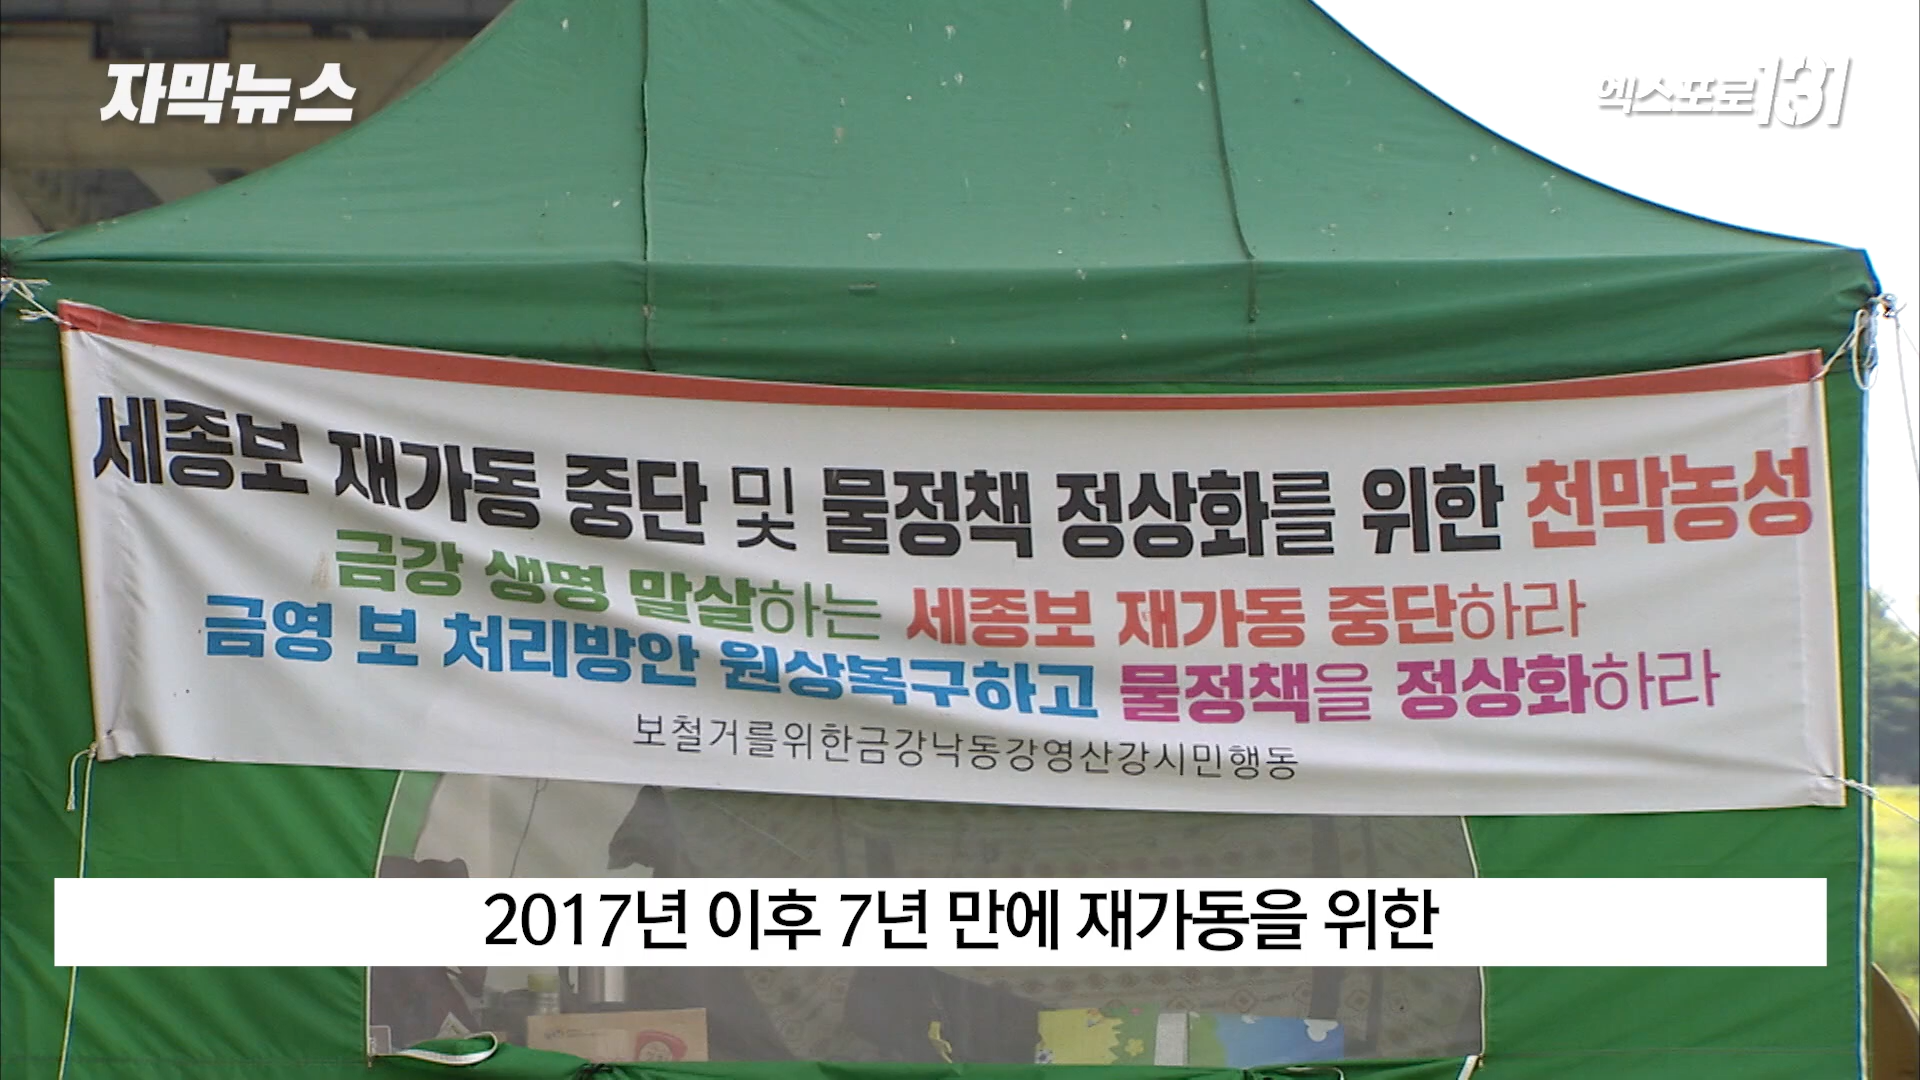 자막뉴스
엑스포로131
세종보 재가동 중단 및 물정책 정상화를 위한 천막농성
금강 생명 말살하는 세종보 재가동 중단하라
금영 보 처리방안 원상복구하고 물정책을 정상화하라
보철거를위한금강낙동강영산강시민행동
2017년 이후 7년 만에 재가동을 위한